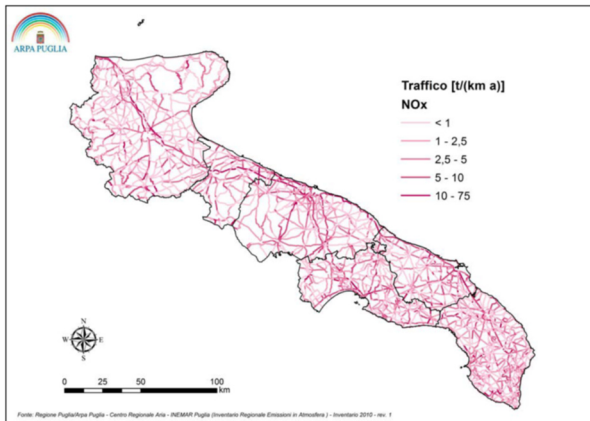 ARPA PUGLIA
Traffico [t/(km a)]
NOx
< 1
1 - 2,5
2,5 - 5
5 - 10
10 - 75
N
W E
S
0 25 50 100
km
Fonte: Regione Puglia/Arpa Puglia - Centro Regionale Aria - INEMAR Puglia (Inventario Regionale Emissioni in Atmosfera ) - Inventario 2010 - rev. 1